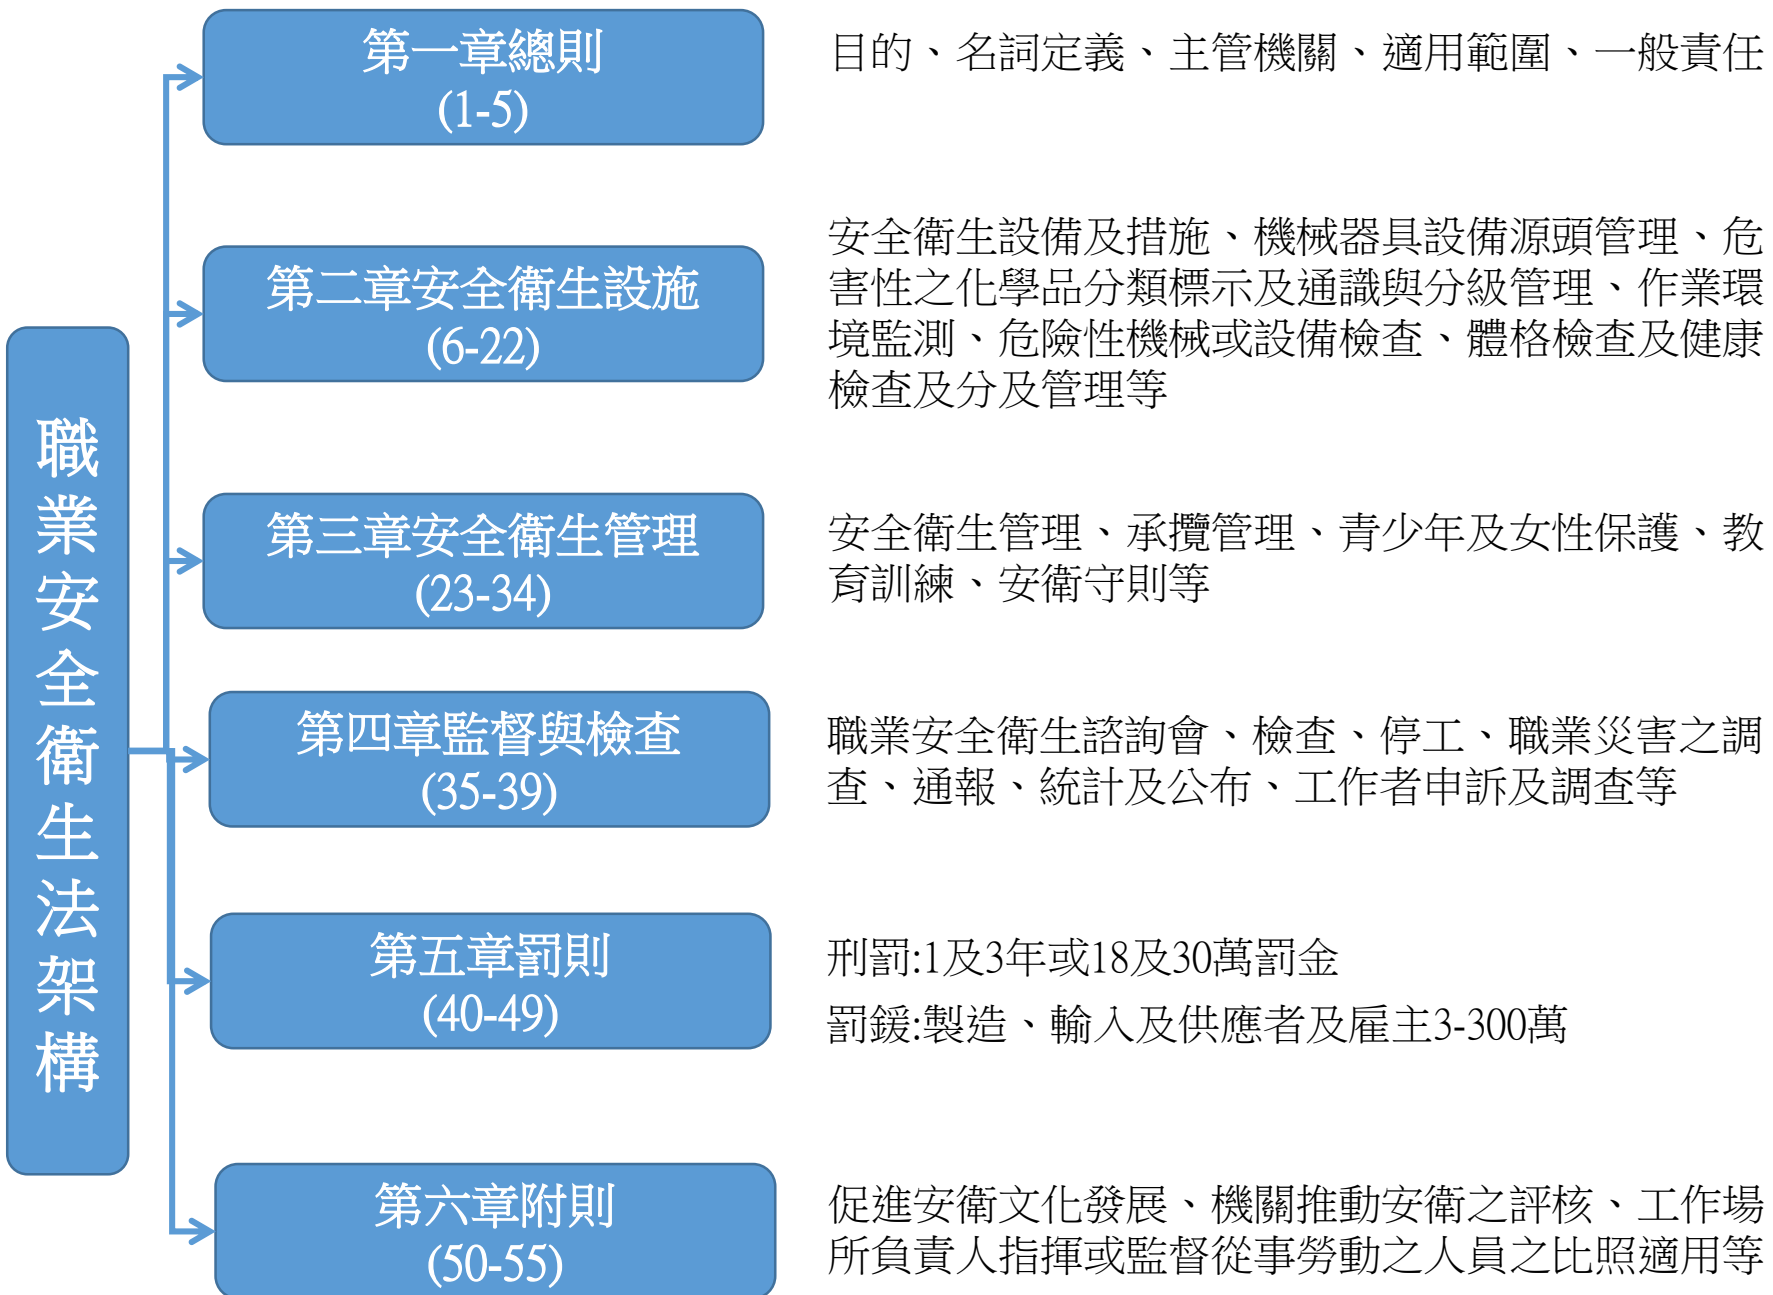 職業安全衛生法架構
第一章總則
(1-5)
目的、名詞定義、主管機關、適用範圍、一般責任
第二章安全衛生設施
(6-22)
安全衛生設備及措施、機械器具設備源頭管理、危
害性之化學品分類標示及通識與分級管理、作業環
境監測、危險性機械或設備檢查、體格檢查及健康
檢查及分及管理等
第三章安全衛生管理
(23-34)
安全衛生管理、承攬管理、青少年及女性保護、教
育訓練、安衛守則等
第四章監督與檢查
(35-39)
職業安全衛生諮詢會、檢查、停工、職業災害之調
查、通報、統計及公布、工作者申訴及調查等
第五章罰則
(40-49)
刑罰:1及3年或18及30萬罰金
罰鍰:製造、輸入及供應者及雇主3-300萬
第六章附則
(50-55)
促進安衛文化發展、機關推動安衛之評核、工作場
所負責人指揮或監督從事勞動之人員之比照適用等